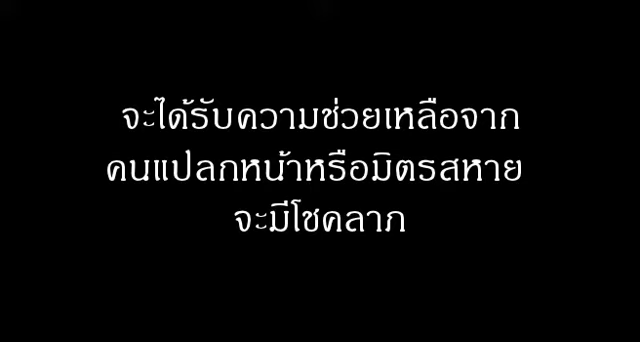 จะได้รับความช่วยเหลือจาก
คนแปลกหน้าหรือมิตรสหาย
จะมีโชคลาภ